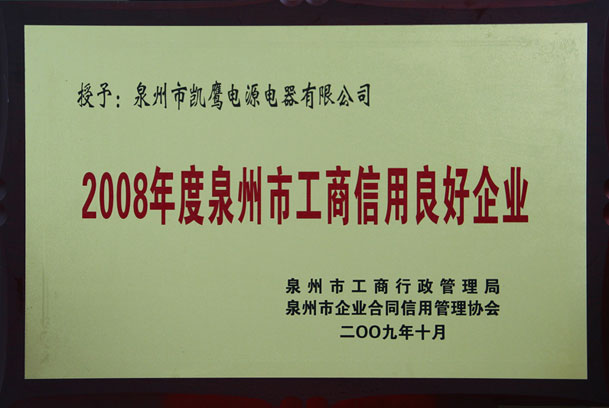 授予：泉州市凯鹰电源电器有限公司
2008年度泉州市工商信用良好企业
泉州市工商行政管理局
泉州市企业合同信用管理协会
二〇〇九年十月